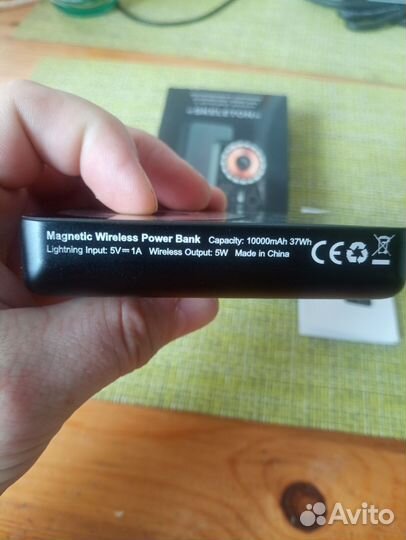 SKELETON
Magnetic Wireless Power Bank Capacity: 10000mAh 37Wh
Lightning Input: 5V⎓1A Wireless Output: 5W Made in China
CE
Avito